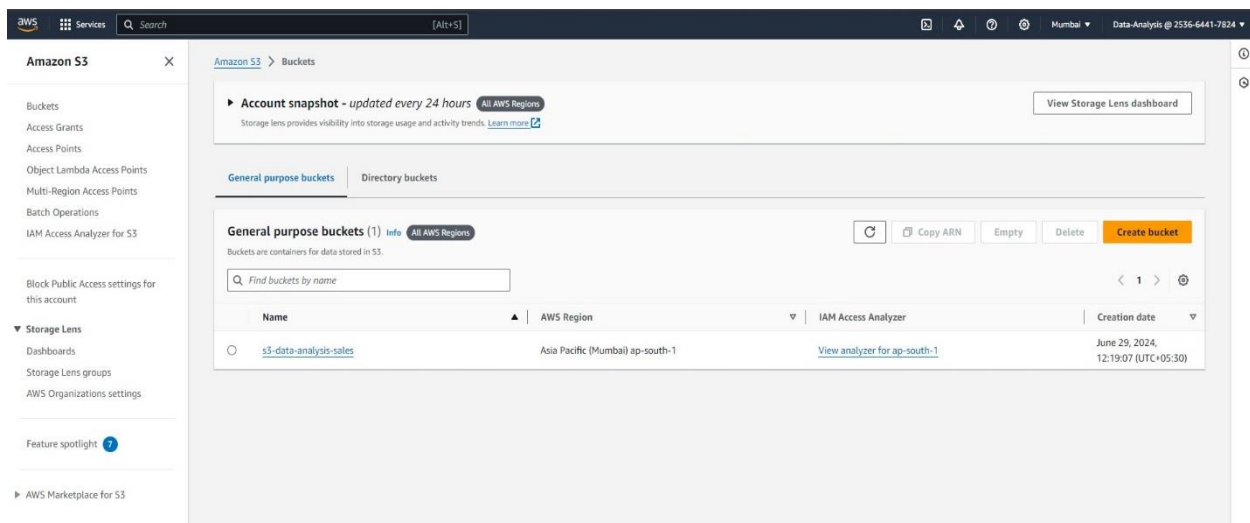 aws Services Search [Alt+S] Mumbai Data-Analysis @ 2536-6441-7824
Amazon S3
Buckets
Access Grants
Access Points
Object Lambda Access Points
Multi-Region Access Points
Batch Operations
IAM Access Analyzer for S3
Block Public Access settings for
this account
Storage Lens
Dashboards
Storage Lens groups
AWS Organizations settings
Feature spotlight 7
AWS Marketplace for S3
Amazon S3 > Buckets
Account snapshot - updated every 24 hours All AWS Regions
Storage lens provides visibility into storage usage and activity trends. Learn more
View Storage Lens dashboard
General purpose buckets Directory buckets
General purpose buckets (1) Info All AWS Regions
Buckets are containers for data stored in S3.
Copy ARN Empty Delete Create bucket
Find buckets by name
1
Name AWS Region IAM Access Analyzer Creation date
s3-data-analysis-sales Asia Pacific (Mumbai) ap-south-1 View analyzer for ap-south-1 June 29, 2024,
12:19:07 (UTC+05:30)